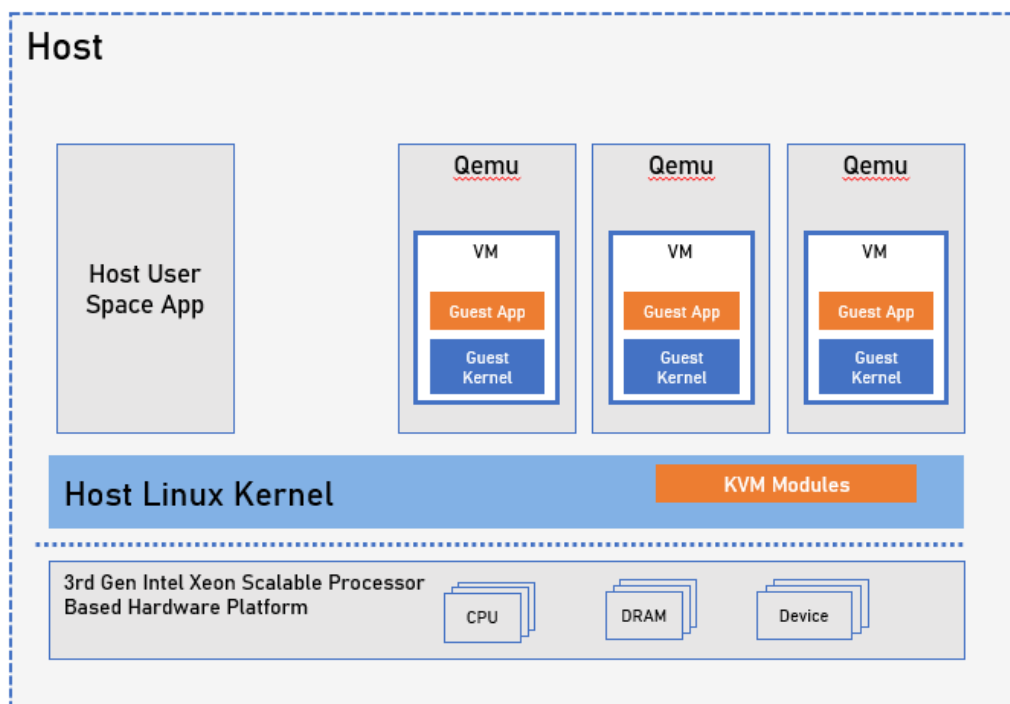 Host
Host User
Space App
Qemu
VM
Guest App
Guest
Kernel
Qemu
VM
Guest App
Guest
Kernel
Qemu
VM
Guest App
Guest
Kernel
Host Linux Kernel
KVM Modules
3rd Gen Intel Xeon Scalable Processor
Based Hardware Platform
CPU
DRAM
Device